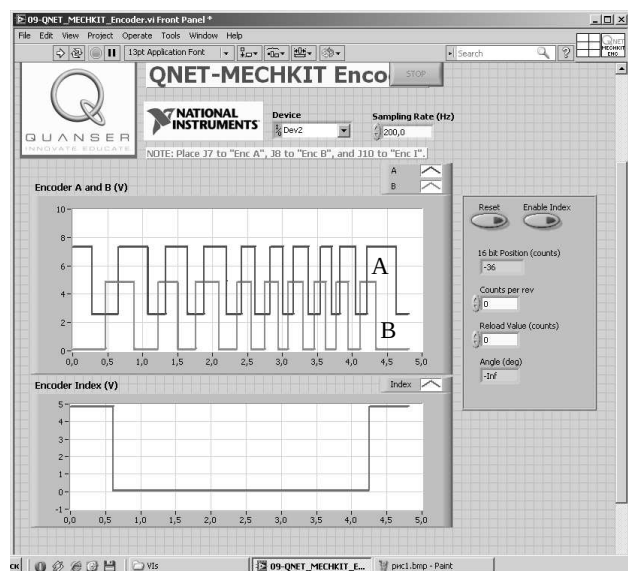 09-QNET_MECHKIT_Encoder.vi Front Panel *
File Edit View Project Operate Tools Window Help
13pt Application Font
Search
QNET
MECHKIT
ENC
QNET-MECHKIT Enco
STOP
QUANSER
INNOVATE EDUCATE
NATIONAL
INSTRUMENTS
Device
Dev2
Sampling Rate (Hz)
200,0
NOTE: Place J7 to "Enc A", J8 to "Enc B", and J10 to "Enc I".
A
B
Encoder A and B (V)
10
8
6
4
2
0
A
B
0,0 0,5 1,0 1,5 2,0 2,5 3,0 3,5 4,0 4,5 5,0
Encoder Index (V)
Index
5
4
3
2
1
0
-1
0,0 0,5 1,0 1,5 2,0 2,5 3,0 3,5 4,0 4,5 5,0
Reset Enable Index
16 bit Position (counts)
-36
Counts per rev
0
Reload Value (counts)
0
Angle (deg)
-Inf
ск VIs 09-QNET_MECHKIT_E... рис1.bmp - Paint